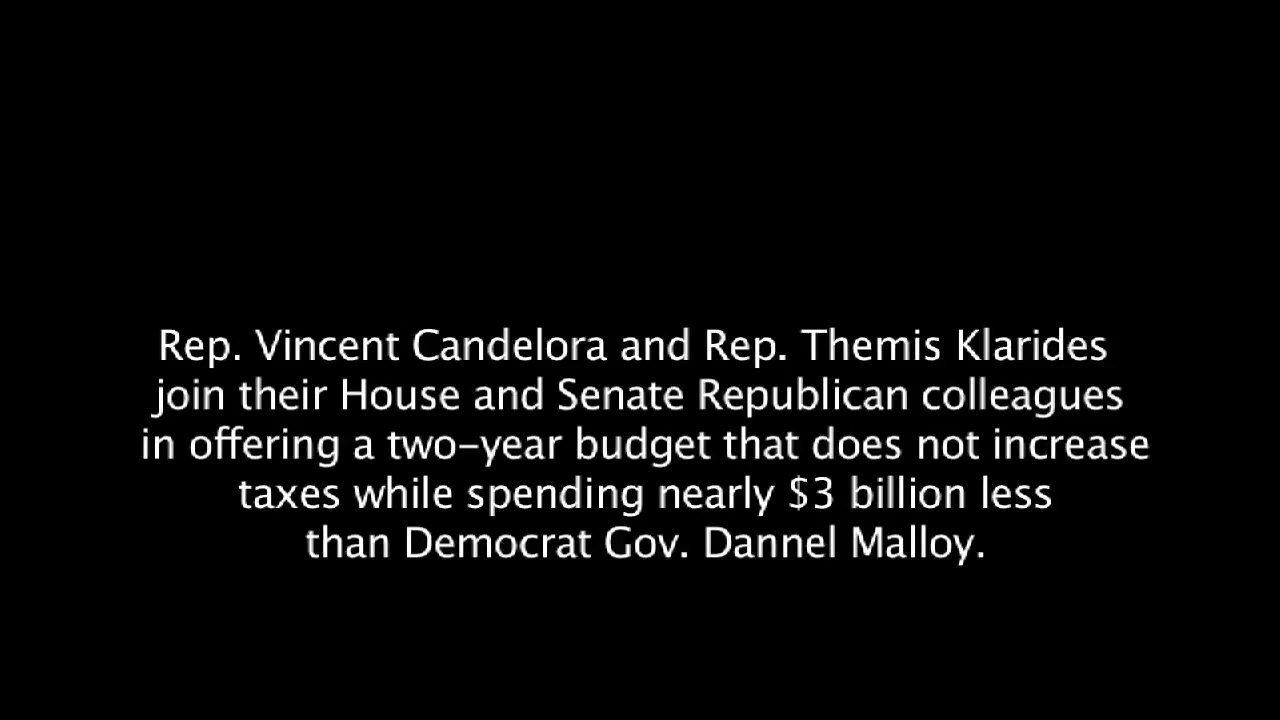 Rep. Vincent Candelora and Rep. Themis Klarides
join their House and Senate Republican colleagues
in offering a two-year budget that does not increase
taxes while spending nearly $3 billion less
than Democrat Gov. Dannel Malloy.